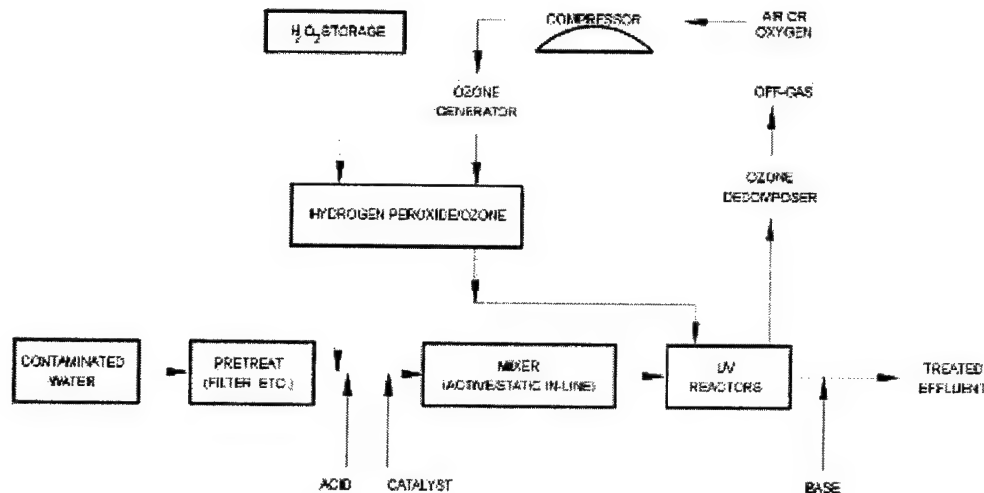 H2O2 STORAGE
COMPRESSOR
AIR OR
OXYGEN
OZONE
GENERATOR
OFF-GAS
OZONE
DECOMPOSER
HYDROGEN PEROXIDE/OZONE
CONTAMINATED
WATER
PRETREAT
(FILTER ETC.)
MIXER
(ACTIVE/STATIC IN-LINE)
UV
REACTORS
TREATED
EFFLUENT
ACID
CATALYST
BASE